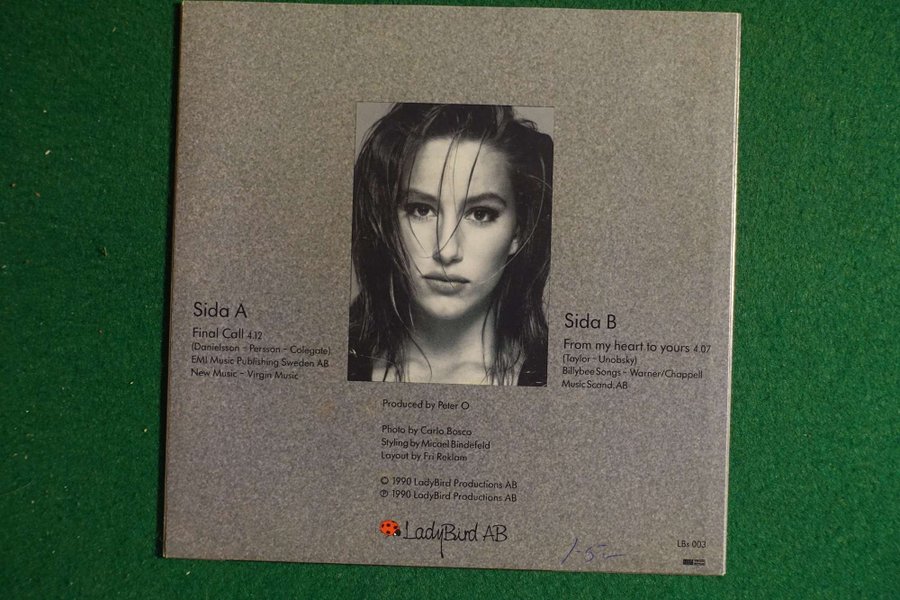 Sida A
Final Call 4.12
(Danielsson – Persson – Colegate)
EMI Music Publishing Sweden AB
New Music – Virgin Music
Sida B
From my heart to yours 4.07
(Taylor – Unobsky)
Billybee Songs – Warner/Chappell
Music Scand. AB
Produced by Peter O
Photo by Carlo Bosco
Styling by Micael Bindefeld
Layout by Fri Reklam
© 1990 LadyBird Productions AB
℗ 1990 LadyBird Productions AB
LadyBird AB
LBs 003